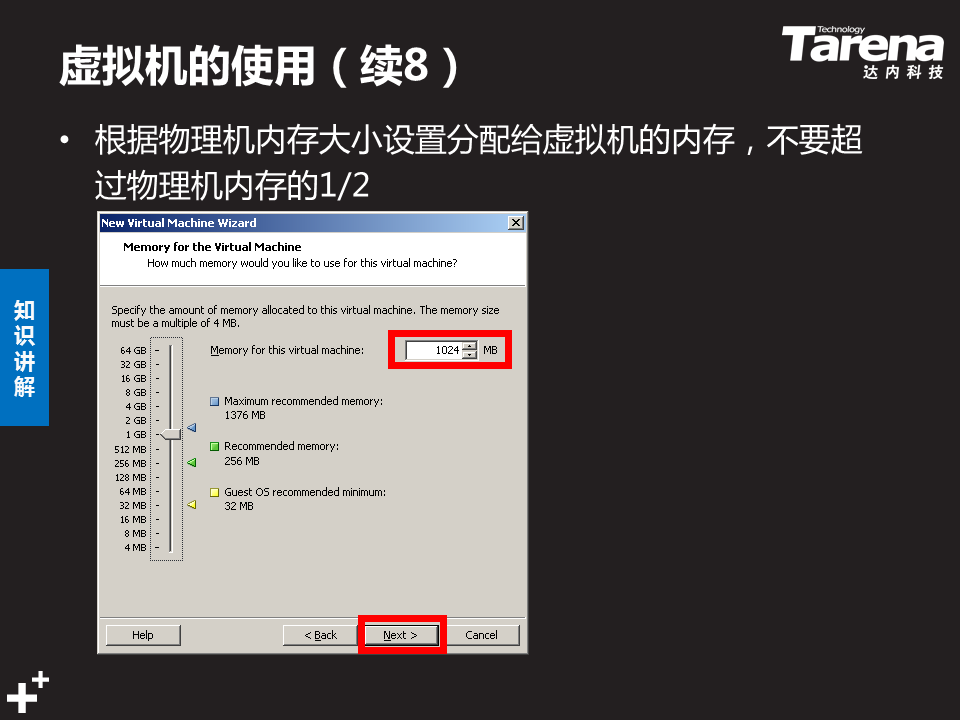 虚拟机的使用（续8）
Technology
Tarena
达内科技
• 根据物理机内存大小设置分配给虚拟机的内存，不要超
过物理机内存的1/2
知识讲解
New Virtual Machine Wizard
Memory for the Virtual Machine
How much memory would you like to use for this virtual machine?
Specify the amount of memory allocated to this virtual machine. The memory size
must be a multiple of 4 MB.
Memory for this virtual machine: 1024 MB
64 GB
32 GB
16 GB
8 GB
4 GB
2 GB
1 GB
512 MB
256 MB
128 MB
64 MB
32 MB
16 MB
8 MB
4 MB
Maximum recommended memory:
1376 MB
Recommended memory:
256 MB
Guest OS recommended minimum:
32 MB
Help
< Back
Next >
Cancel